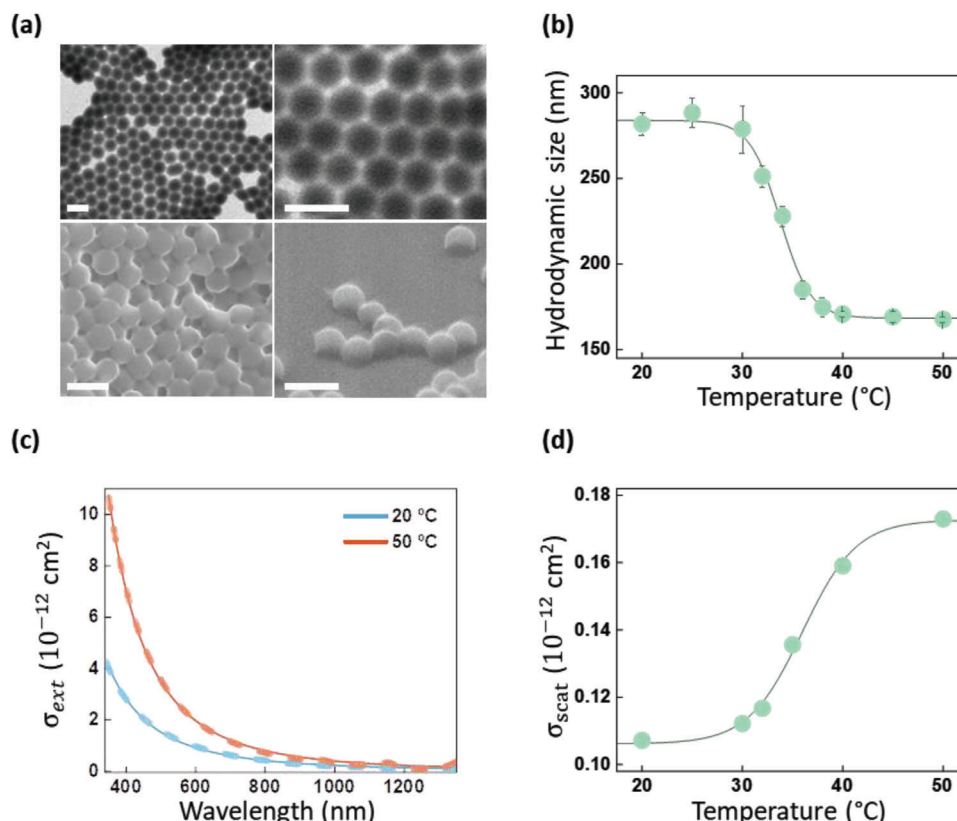 (a)
(b)
300
250
200
150
Hydrodynamic size (nm)
20 30 40 50
Temperature (°C)
(c)
10
8
6
4
2
0
σext (10−12 cm2)
20 ºC
50 ºC
400 600 800 1000 1200
Wavelength (nm)
(d)
0.18
0.16
0.14
0.12
0.10
σscat (10−12 cm2)
20 30 40 50
Temperature (°C)